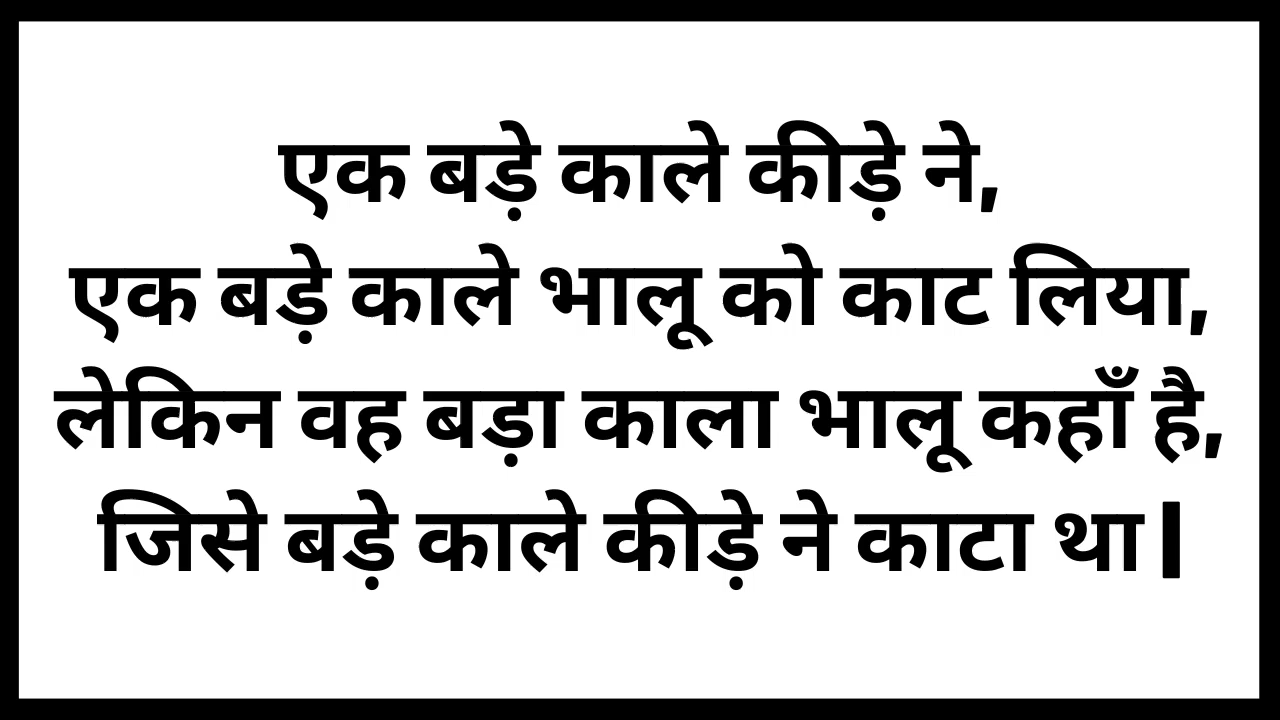 एक बड़े काले कीड़े ने,
एक बड़े काले भालू को काट लिया,
लेकिन वह बड़ा काला भालू कहाँ है,
जिसे बड़े काले कीड़े ने काटा था।